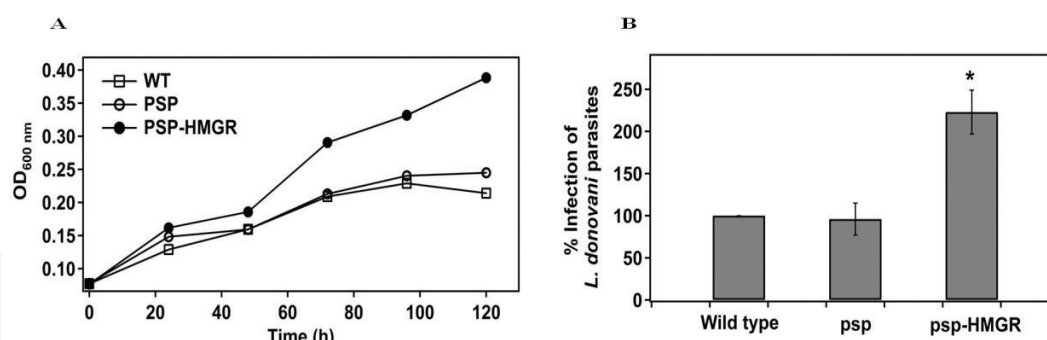 A
0.40
0.35
0.30
0.25
0.20
0.15
0.10
OD600 nm
WT
PSP
PSP-HMGR
0 20 40 60 80 100 120
Time (h)
B
250
200
150
100
50
0
% Infection of
L. donovani parasites
*
Wild type psp psp-HMGR